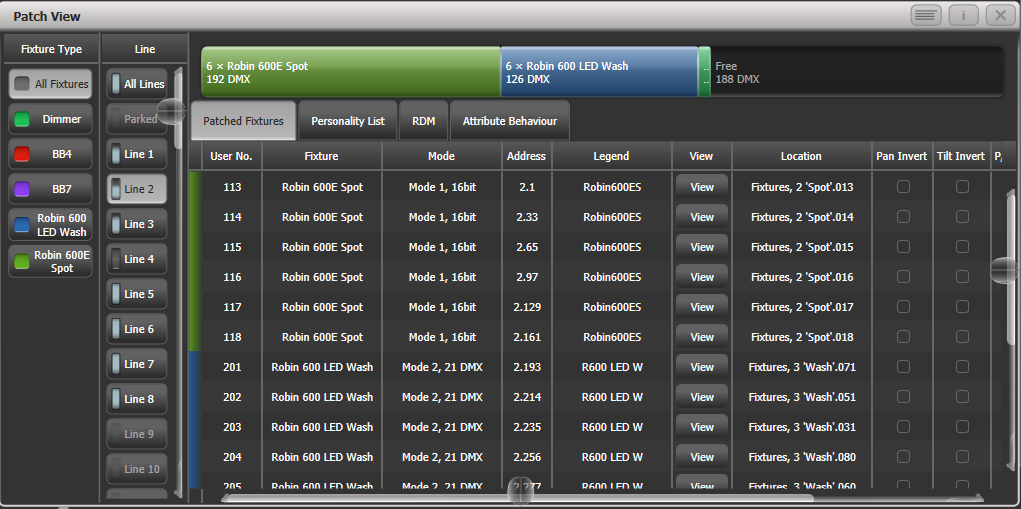 Patch View
i
Fixture Type
All Fixtures
Dimmer
BB4
BB7
Robin 600
LED Wash
Robin 600E
Spot
Line
All Lines
Parked
Line 1
Line 2
Line 3
Line 4
Line 5
Line 6
Line 7
Line 8
Line 9
Line 10
6 × Robin 600E Spot
192 DMX
6 × Robin 600 LED Wash
126 DMX
..
..
Free
188 DMX
Patched Fixtures Personality List RDM Attribute Behaviour
User No. Fixture Mode Address Legend View Location Pan Invert Tilt Invert P
113 Robin 600E Spot Mode 1, 16bit 2.1 Robin600ES View Fixtures, 2 'Spot'.013
114 Robin 600E Spot Mode 1, 16bit 2.33 Robin600ES View Fixtures, 2 'Spot'.014
115 Robin 600E Spot Mode 1, 16bit 2.65 Robin600ES View Fixtures, 2 'Spot'.015
116 Robin 600E Spot Mode 1, 16bit 2.97 Robin600ES View Fixtures, 2 'Spot'.016
117 Robin 600E Spot Mode 1, 16bit 2.129 Robin600ES View Fixtures, 2 'Spot'.017
118 Robin 600E Spot Mode 1, 16bit 2.161 Robin600ES View Fixtures, 2 'Spot'.018
201 Robin 600 LED Wash Mode 2, 21 DMX 2.193 R600 LED W View Fixtures, 3 'Wash'.071
202 Robin 600 LED Wash Mode 2, 21 DMX 2.214 R600 LED W View Fixtures, 3 'Wash'.051
203 Robin 600 LED Wash Mode 2, 21 DMX 2.235 R600 LED W View Fixtures, 3 'Wash'.031
204 Robin 600 LED Wash Mode 2, 21 DMX 2.256 R600 LED W View Fixtures, 3 'Wash'.080
205 Robin 600 LED Wash Mode 2, 21 DMX 2.277 R600 LED W View Fixtures, 3 'Wash'.060